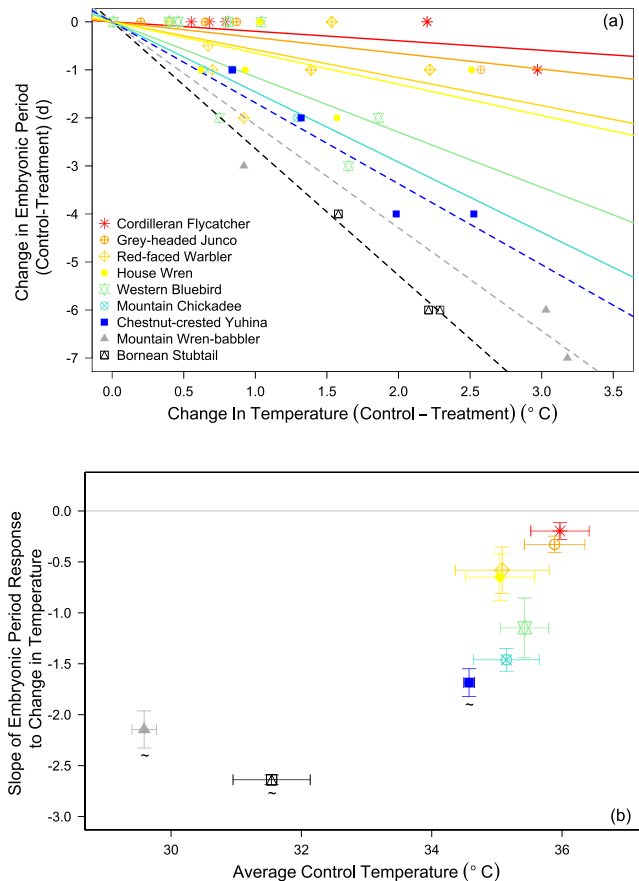 (a)
0
-1
-2
-3
-4
-5
-6
-7
Change in Embryonic Period
(Control-Treatment) (d)
Cordilleran Flycatcher
Grey-headed Junco
Red-faced Warbler
House Wren
Western Bluebird
Mountain Chickadee
Chestnut-crested Yuhina
Mountain Wren-babbler
Bornean Stubtail
0.0 0.5 1.0 1.5 2.0 2.5 3.0 3.5
Change In Temperature (Control – Treatment) (° C)
0.0
-0.5
-1.0
-1.5
-2.0
-2.5
-3.0
Slope of Embryonic Period Response
to Change in Temperature
~
~
~
(b)
30 32 34 36
Average Control Temperature (° C)